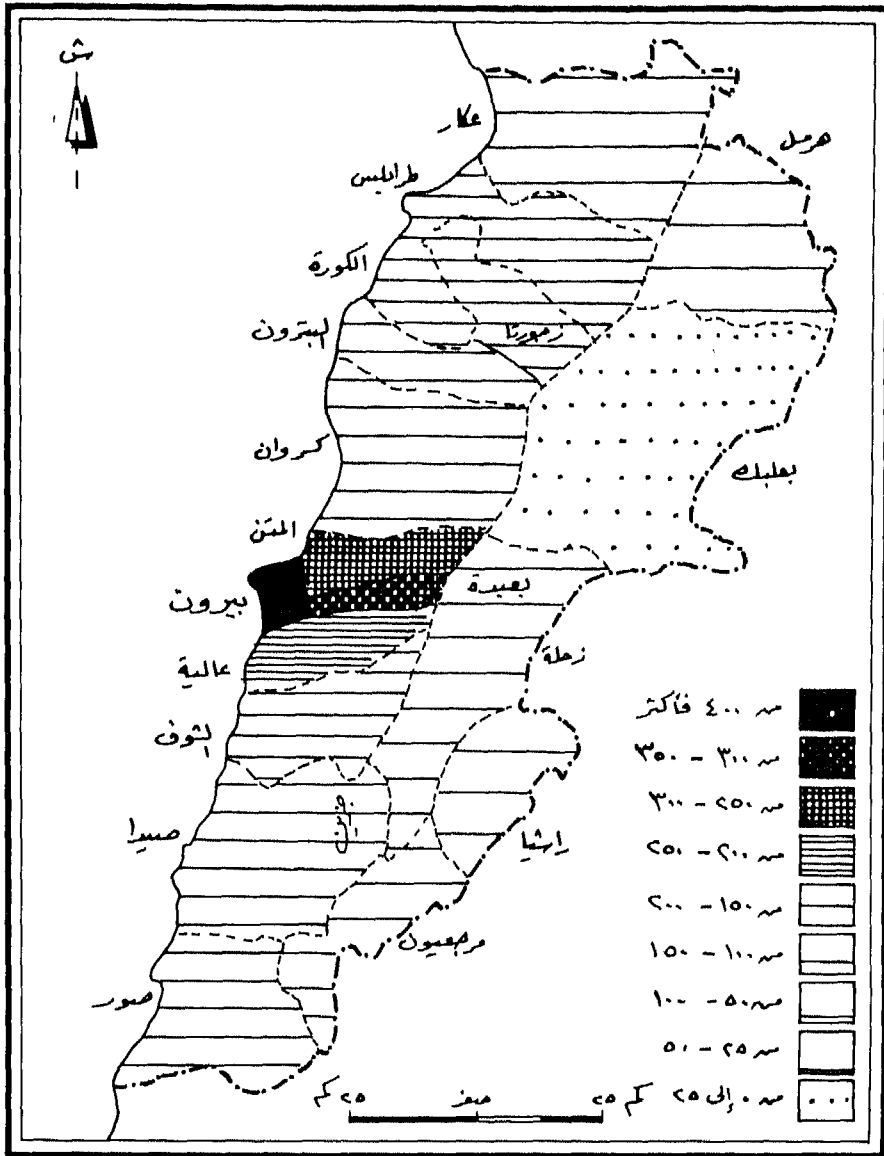 ش
عكار
هرمل
طرابلس
الكورة
زغورتا
البترون
كسروان
بعلبك
المتن
بعبدة
بيروت
زحلة
عالية
الشوف
جزين
صيدا
راشيا
مرجعيون
صور
من ٤٠٠ فأكثر
من ٣٠٠ - ٣٥٠
من ٢٥٠ - ٣٠٠
من ٢٠٠ - ٢٥٠
من ١٥٠ - ٢٠٠
من ١٠٠ - ١٥٠
من ٥٠ - ١٠٠
من ٢٥ - ٥٠
من ٠ إلى ٢٥
٢٥ كم صفر ٢٥ كم